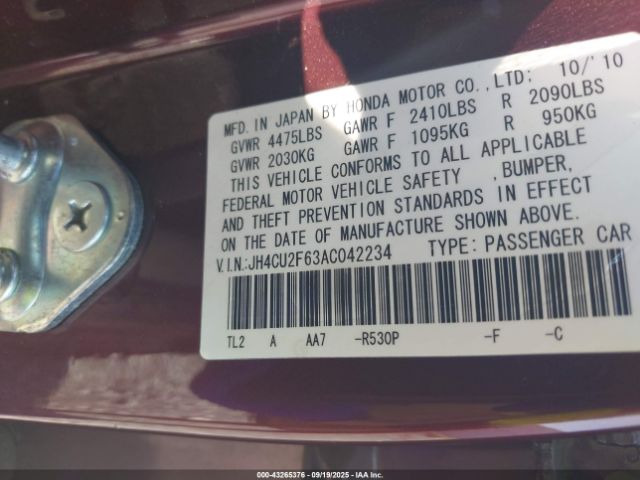 MFD. IN JAPAN BY HONDA MOTOR CO.,LTD: 10/'10
GVWR 4475LBS GAWR F 2410LBS R 2090LBS
GVWR 2030KG GAWR F 1095KG R 950KG
THIS VEHICLE CONFORMS TO ALL APPLICABLE
FEDERAL MOTOR VEHICLE SAFETY ,BUMPER,
AND THEFT PREVENTION STANDARDS IN EFFECT
ON THE DATE OF MANUFACTURE SHOWN ABOVE.
V.I.N.:JH4CU2F63AC042234 TYPE: PASSENGER CAR
TL2 A AA7 -R530P -F -C
000-43265376 - 09/19/2025 - IAAI.COM